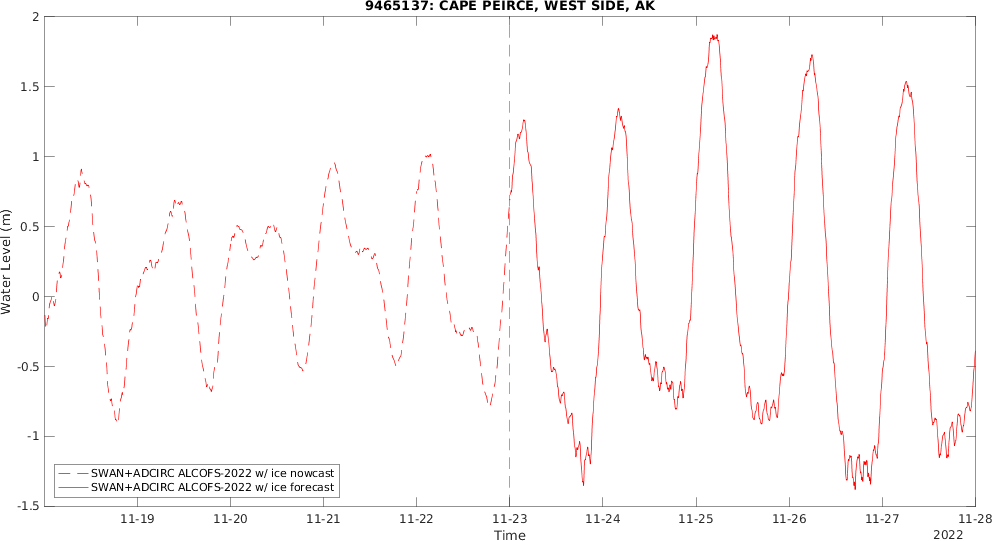 9465137: CAPE PEIRCE, WEST SIDE, AK
2
1.5
1
0.5
0
-0.5
-1
-1.5
Water Level (m)
SWAN+ADCIRC ALCOFS-2022 w/ ice nowcast
SWAN+ADCIRC ALCOFS-2022 w/ ice forecast
11-19 11-20 11-21 11-22 11-23 11-24 11-25 11-26 11-27 11-28
Time
2022